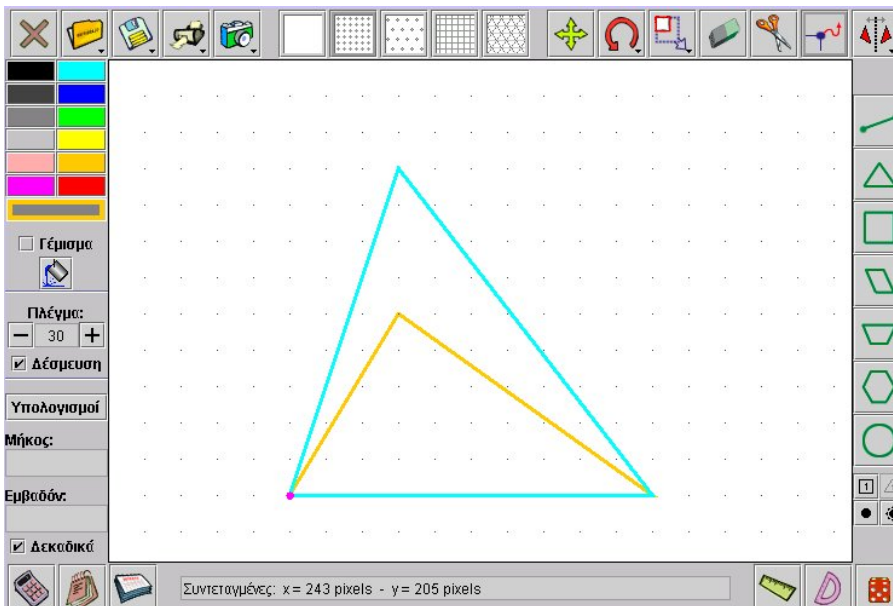 Γέμισμα
Πλέγμα:
30
Δέσμευση
Υπολογισμοί
Μήκος:
Εμβαδόν:
Δεκαδικά
Συντεταγμένες: x = 243 pixels - y = 205 pixels
1